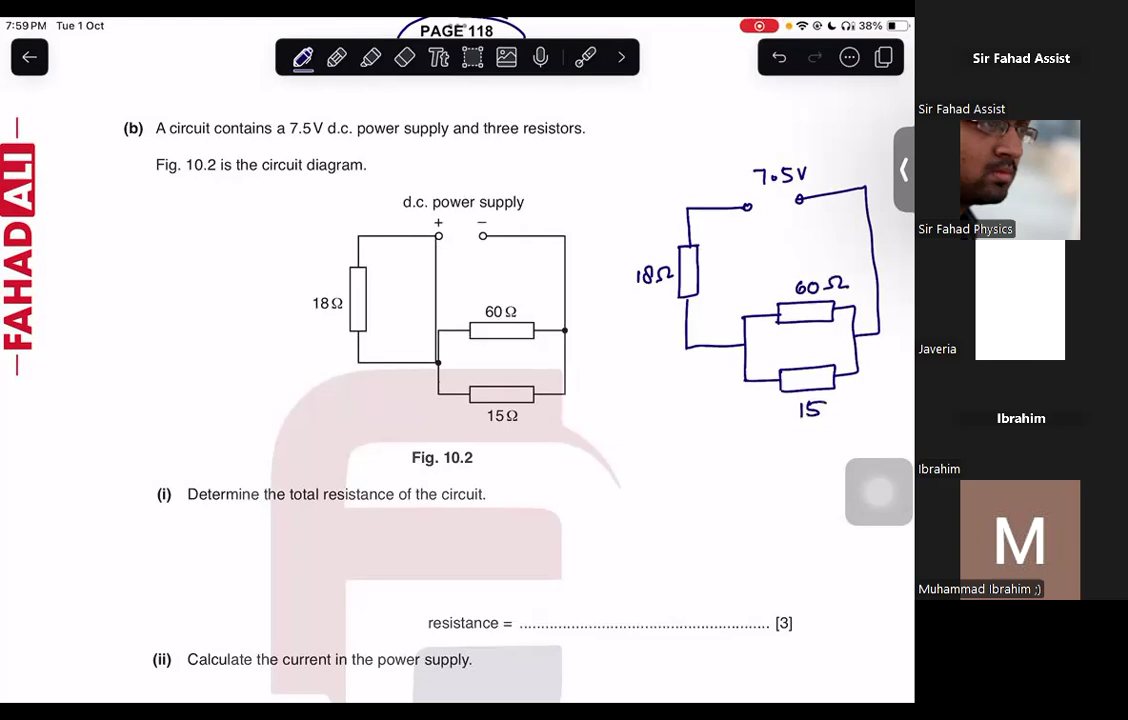 7:59 PM Tue 1 Oct
PAGE 118
38%
Tt
FAHAD ALI
(b) A circuit contains a 7.5V d.c. power supply and three resistors.
Fig. 10.2 is the circuit diagram.
d.c. power supply
+ −
18Ω
60Ω
15Ω
Fig. 10.2
7.5V
18Ω
60Ω
15
(i) Determine the total resistance of the circuit.
resistance = ............................................................ [3]
(ii) Calculate the current in the power supply.
Sir Fahad Assist
Sir Fahad Assist
Sir Fahad Physics
Javeria
Ibrahim
Ibrahim
M
Muhammad Ibrahim ;)